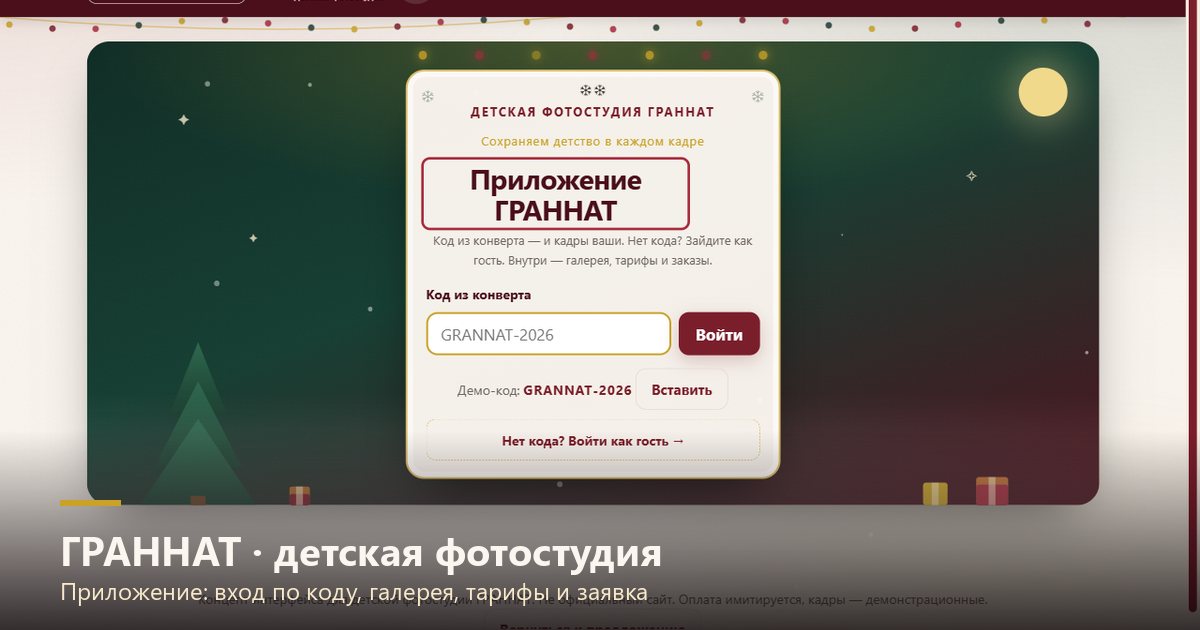 ДЕТСКАЯ ФОТОСТУДИЯ ГРАННАТ
Сохраняем детство в каждом кадре
Приложение
ГРАННАТ
Код из конверта — и кадры ваши. Нет кода? Зайдите как
гость. Внутри — галерея, тарифы и заказы.
Код из конверта
GRANNAT-2026
Войти
Демо-код: GRANNAT-2026
Вставить
Нет кода? Войти как гость →
ГРАННАТ · детская фотостудия
Приложение: вход по коду, галерея, тарифы и заявка
сайт. Оплата имитируется, кадры — демонстрационные.